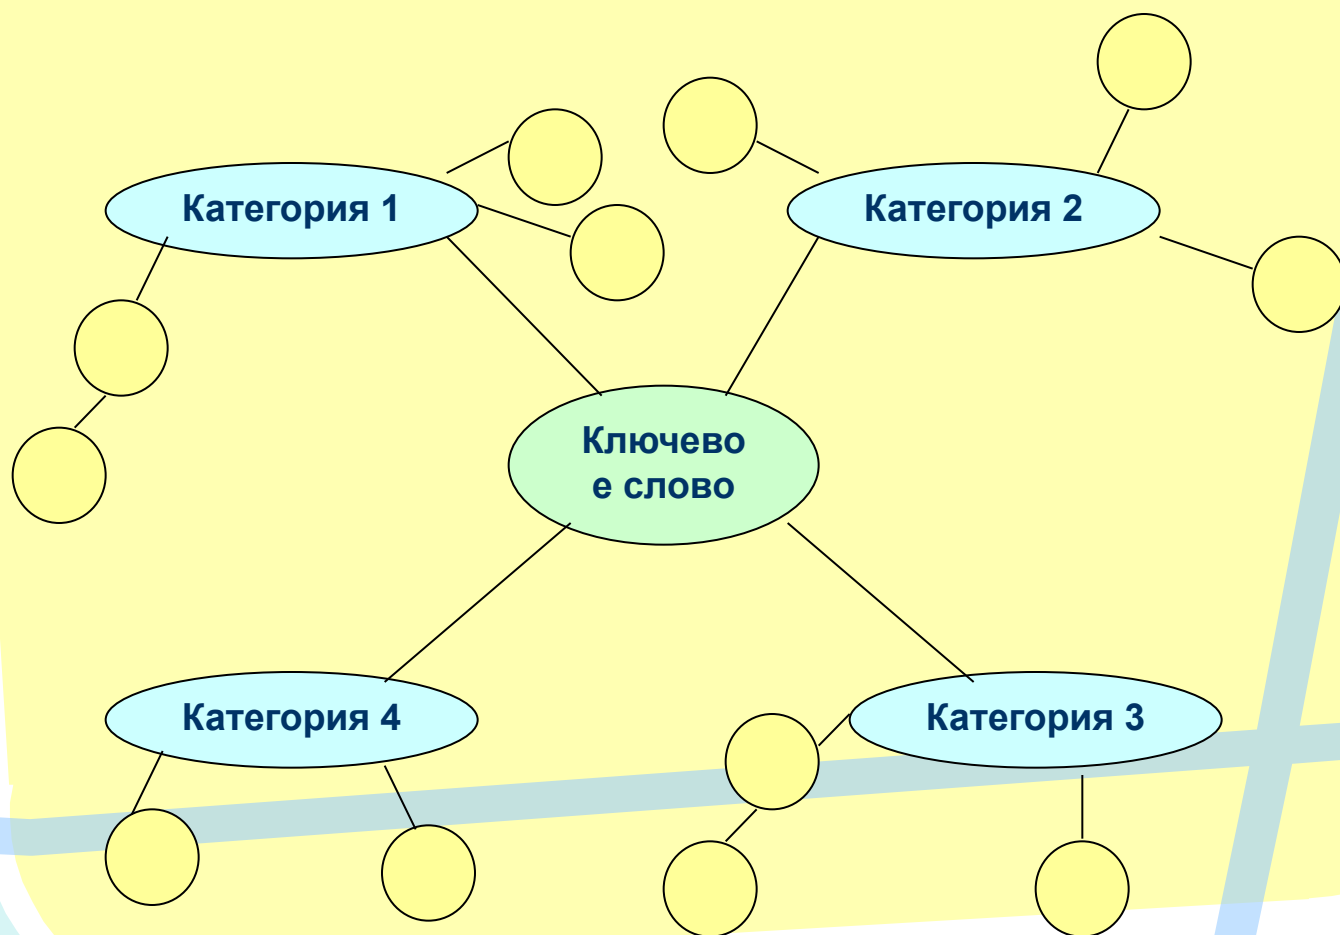 Категория 1
Категория 2
Ключево
е слово
Категория 4
Категория 3